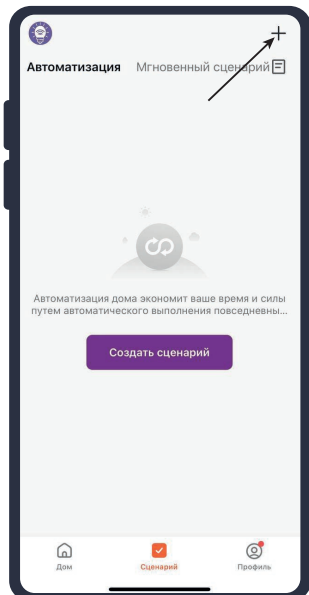 Автоматизация Мгновенный сценарий
Автоматизация дома экономит ваше время и силы
путем автоматического выполнения повседневны...
Создать сценарий
Дом Сценарий Профиль